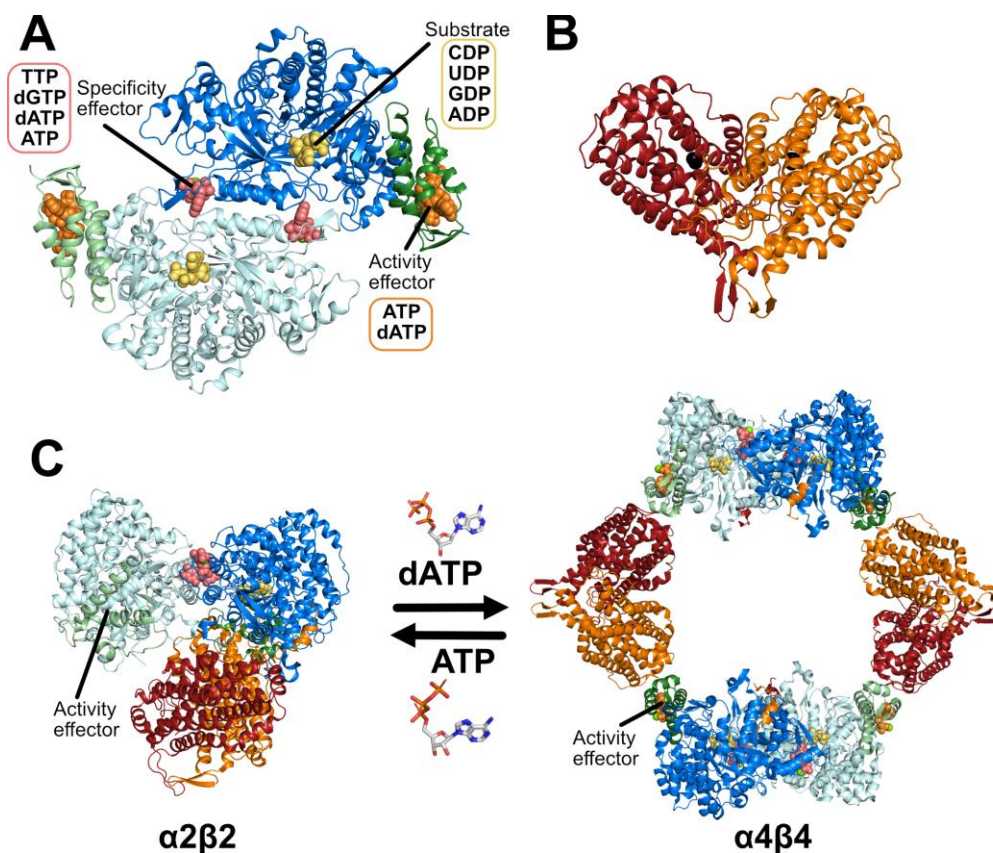 A
Specificity
effector
TTP
dGTP
dATP
ATP
Substrate
CDP
UDP
GDP
ADP
Activity
effector
ATP
dATP
B
C
Activity
effector
dATP
ATP
Activity
effector
α2β2
α4β4